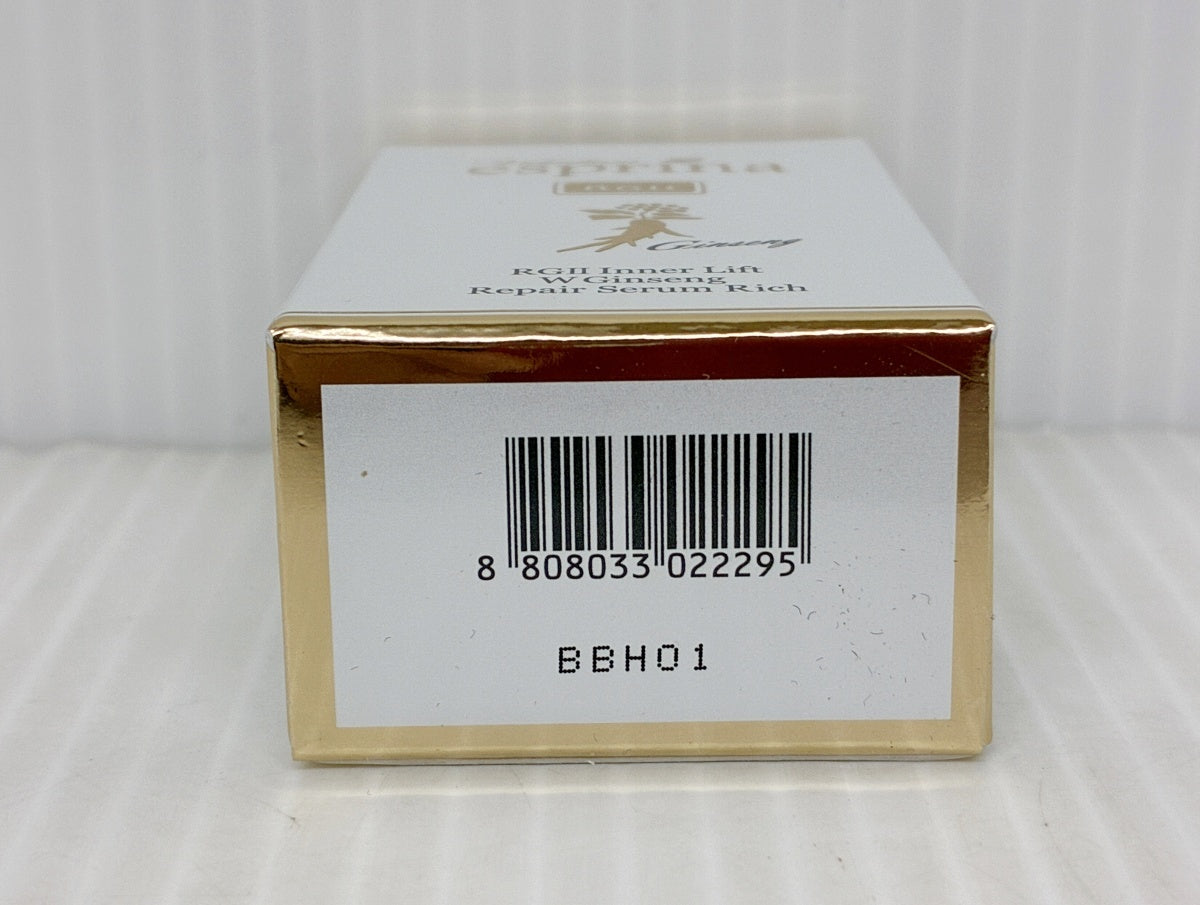 esprina
RGII
Ginseng
RGII Inner Lift
W Ginseng
Repair Serum Rich
8 808033 022295
BBH01